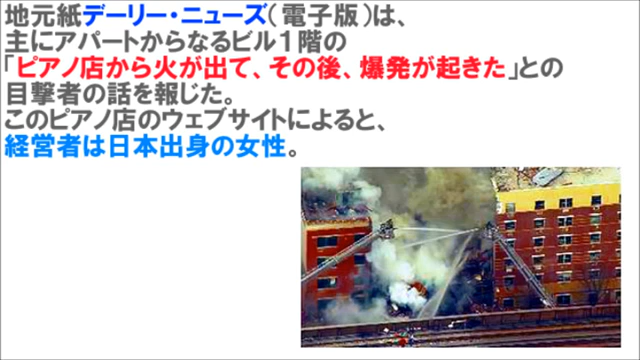 地元紙デーリー・ニューズ(電子版)は、
主にアパートからなるビル1階の
「ピアノ店から火が出て、その後、爆発が起きた」との
目撃者の話を報じた。
このピアノ店のウェブサイトによると、
経営者は日本出身の女性。